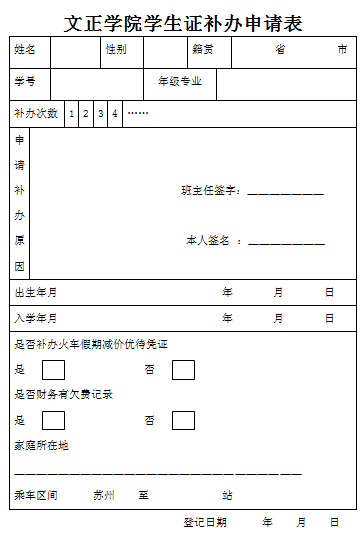 文正学院学生证补办申请表
姓名 性别 籍贯 省 市
学号 年级专业
补办次数 1 2 3 4 ……
申请补办原因
班主任签字：_______________
本人签名 ：_______________
出生年月 年 月 日
入学年月 年 月 日
是否补办火车假期减价优待凭证
是 否
是否财务有欠费记录
是 否
家庭所在地
乘车区间 苏州 至 站
登记日期 年 月 日